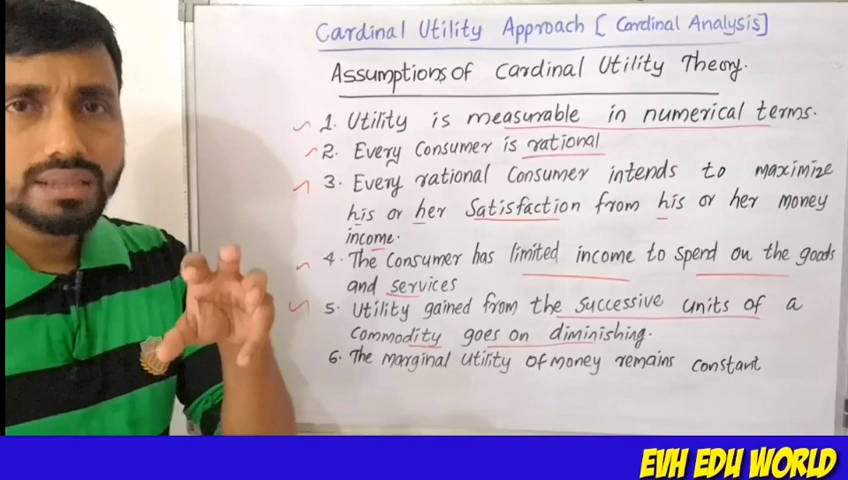 Cardinal Utility Approach [Cardinal Analysis]
Assumptions of Cardinal Utility Theory.
1. Utility is measurable in numerical terms.
2. Every Consumer is rational
3. Every rational Consumer intends to maximize
his or her Satisfaction from his or her money
income.
4. The Consumer has limited income to spend on the goods
and services
5. Utility gained from the successive units of a
commodity goes on diminishing.
6. The marginal utility of money remains constant
EVH EDU WORLD